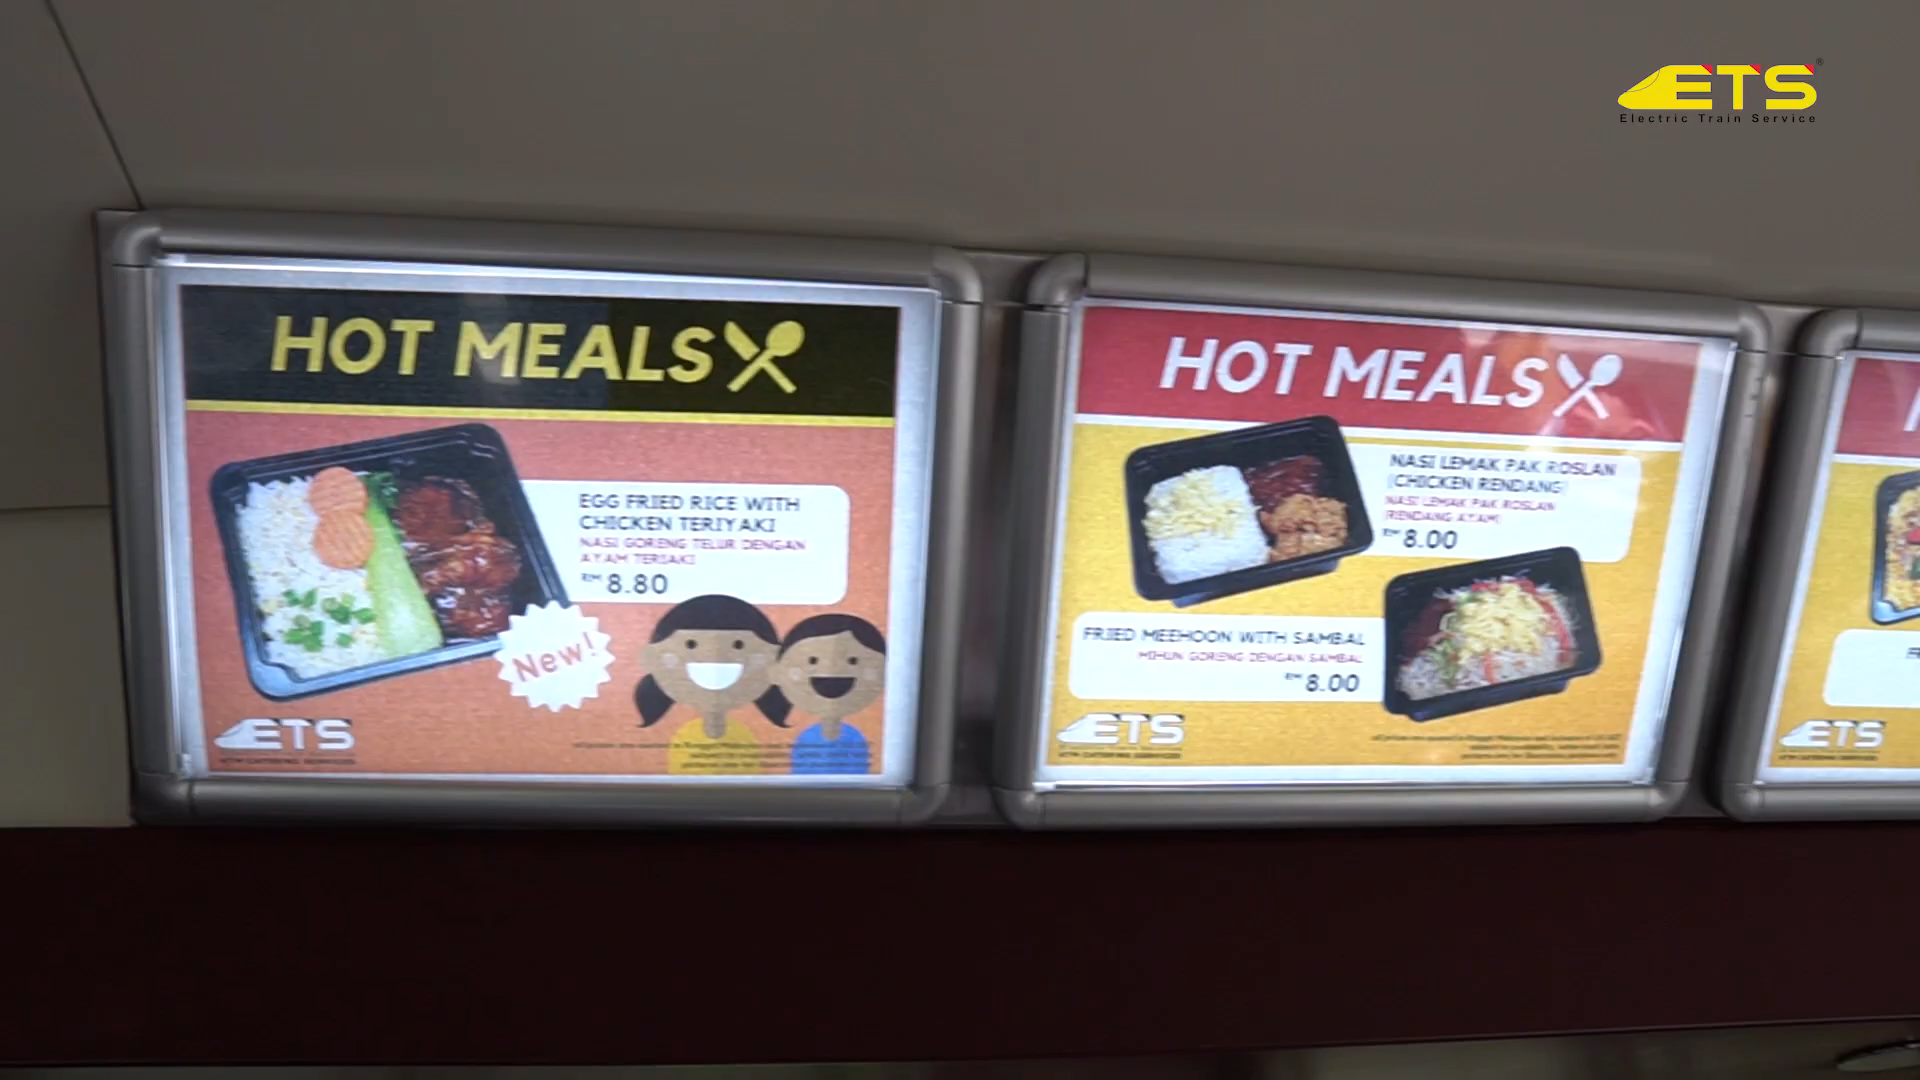 ETS®
Electric Train Service
HOT MEALS
EGG FRIED RICE WITH
CHICKEN TERIYAKI
NASI GORENG TELUR DENGAN
AYAM TERIAKI
RM 8.80
New!
ETS
HOT MEALS
NASI LEMAK PAK ROSLAN
(CHICKEN RENDANG)
NASI LEMAK PAK ROSLAN
(RENDANG AYAM)
RM 8.00
FRIED MEEHOON WITH SAMBAL
MIHUN GORENG DENGAN SAMBAL
RM 8.00
ETS
ETS